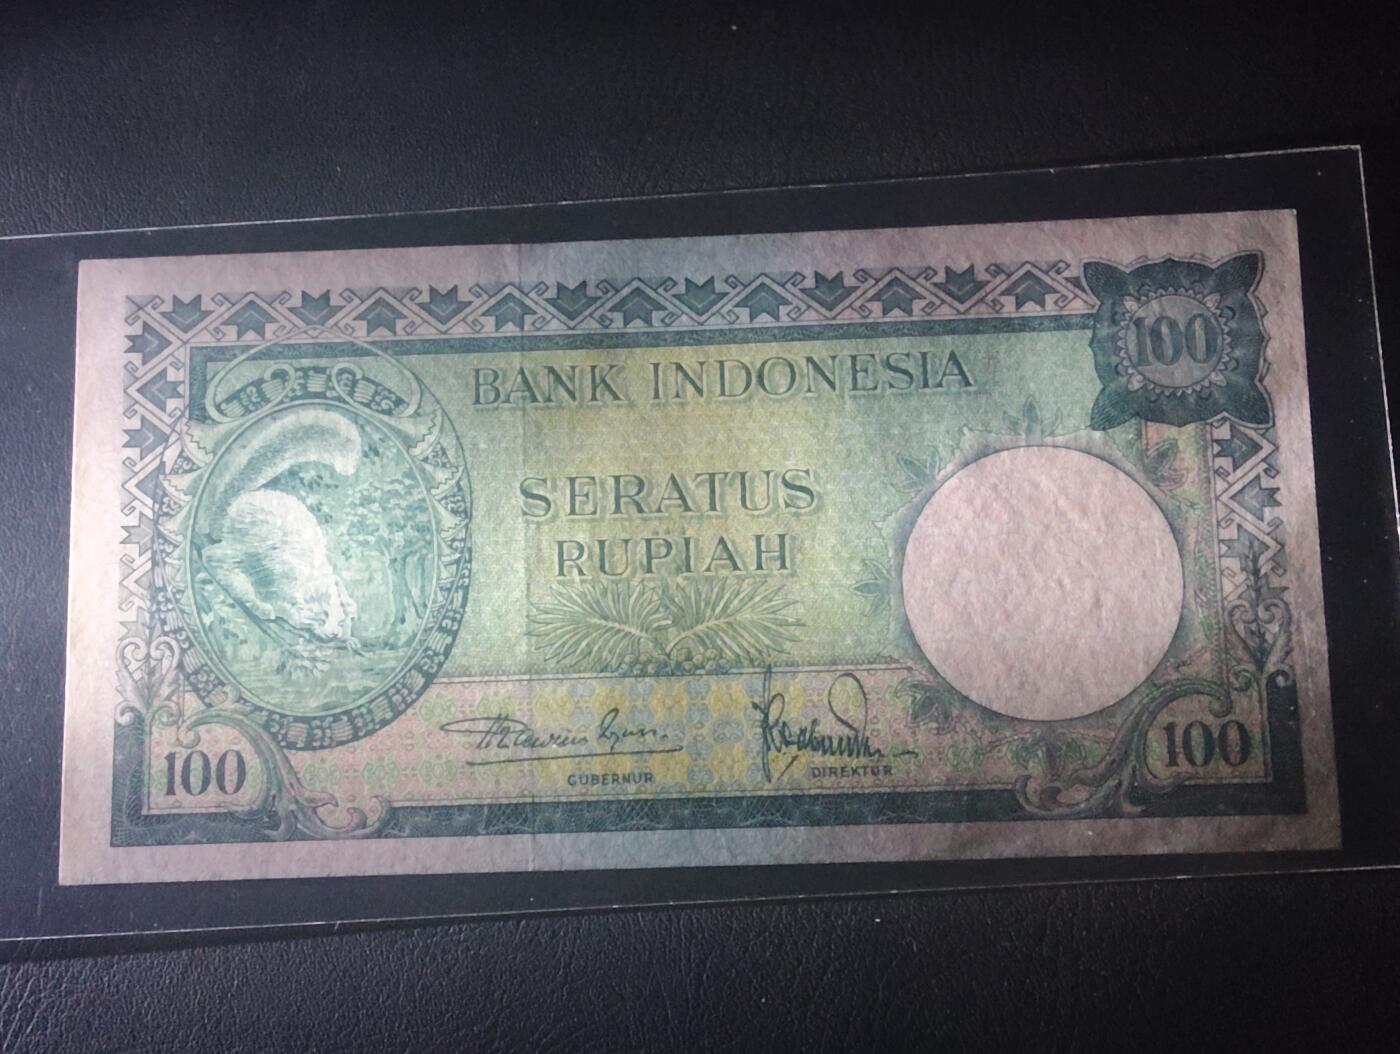 100
BANK INDONESIA
SERATUS
RUPIAH
GUBERNUR
DIREKTUR
100
100